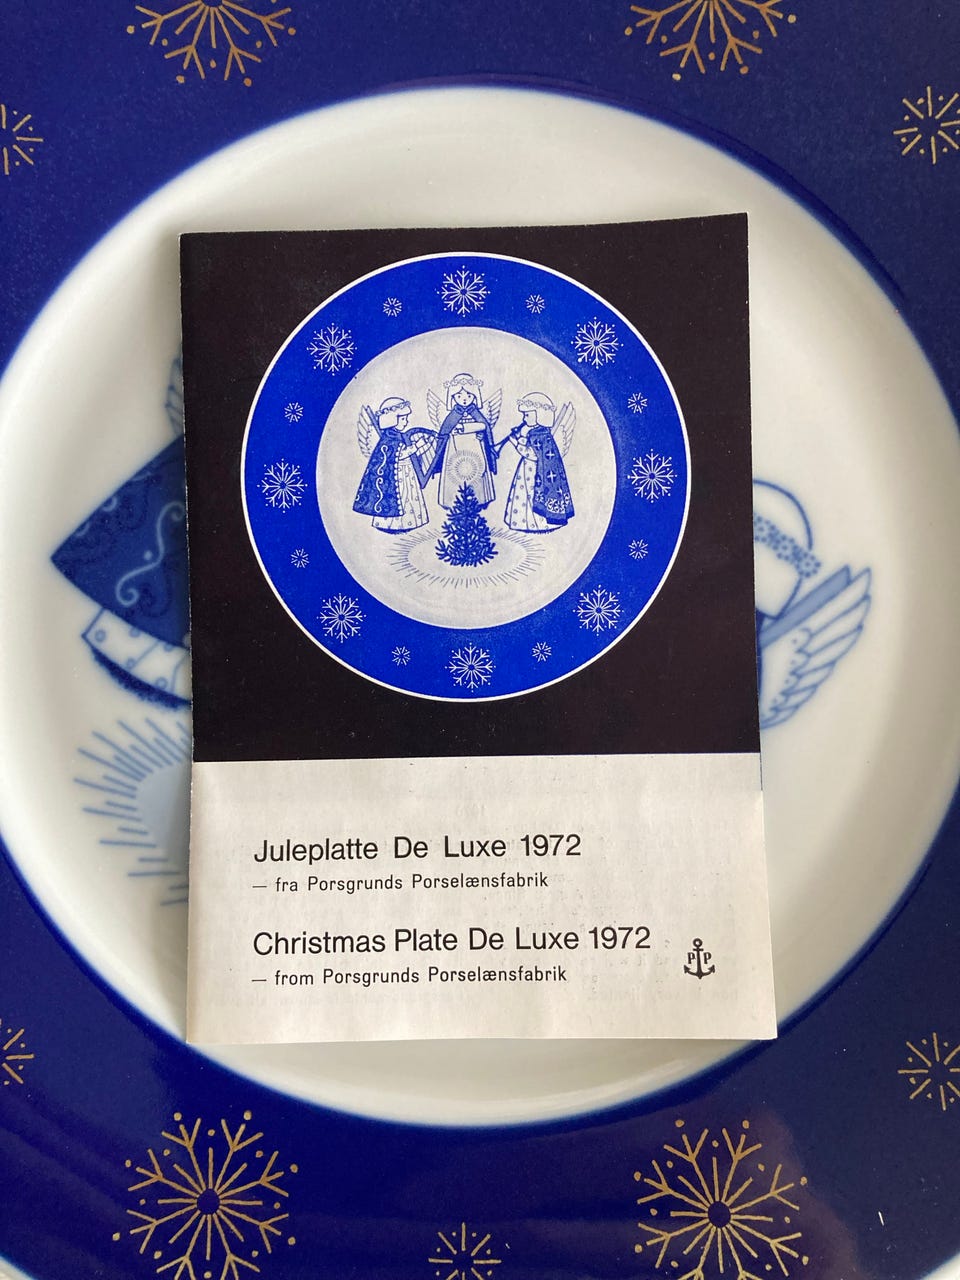 Juleplatte De Luxe 1972
— fra Porsgrunds Porselænsfabrik
Christmas Plate De Luxe 1972
— from Porsgrunds Porselænsfabrik
P P